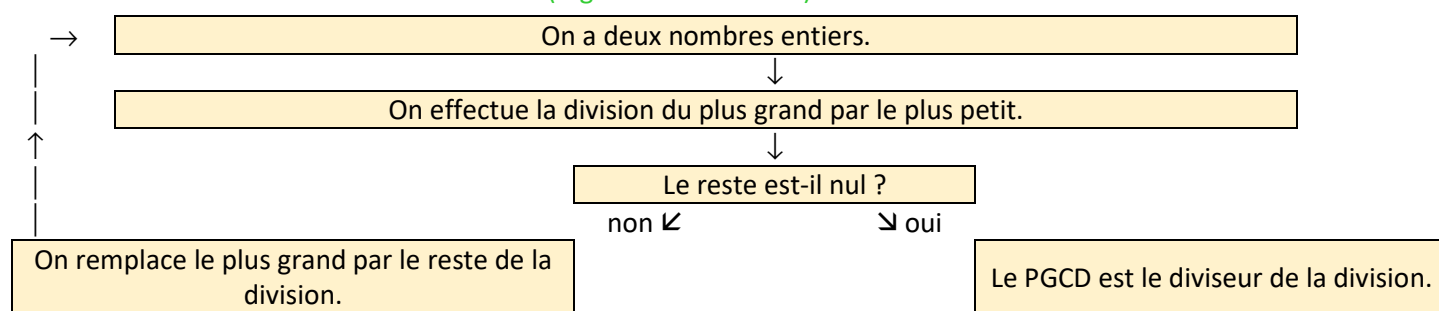 On a deux nombres entiers.
On effectue la division du plus grand par le plus petit.
Le reste est-il nul ?
non oui
On remplace le plus grand par le reste de la
division.
Le PGCD est le diviseur de la division.